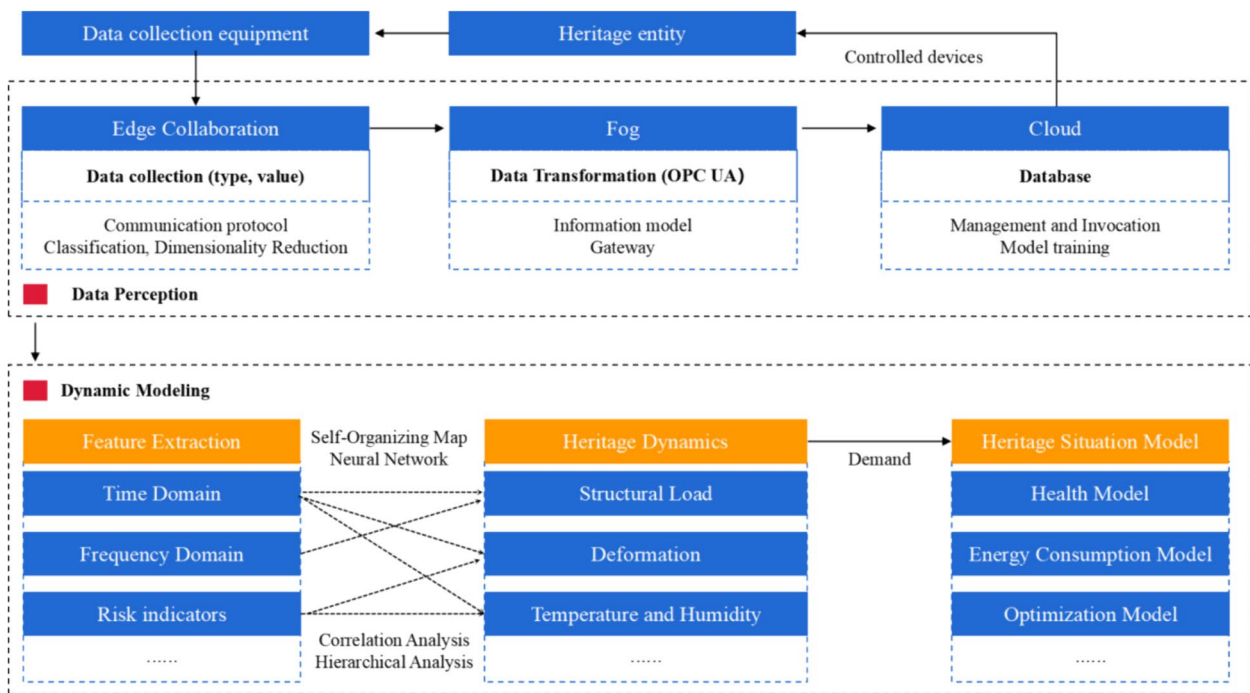 Data collection equipment
Heritage entity
Controlled devices
Edge Collaboration
Fog
Cloud
Data collection (type, value)
Data Transformation (OPC UA)
Database
Communication protocol
Classification, Dimensionality Reduction
Information model
Gateway
Management and Invocation
Model training
Data Perception
Dynamic Modeling
Feature Extraction
Self-Organizing Map
Neural Network
Heritage Dynamics
Demand
Heritage Situation Model
Time Domain
Structural Load
Health Model
Frequency Domain
Deformation
Energy Consumption Model
Risk indicators
Temperature and Humidity
Optimization Model
Correlation Analysis
Hierarchical Analysis
......
......
......